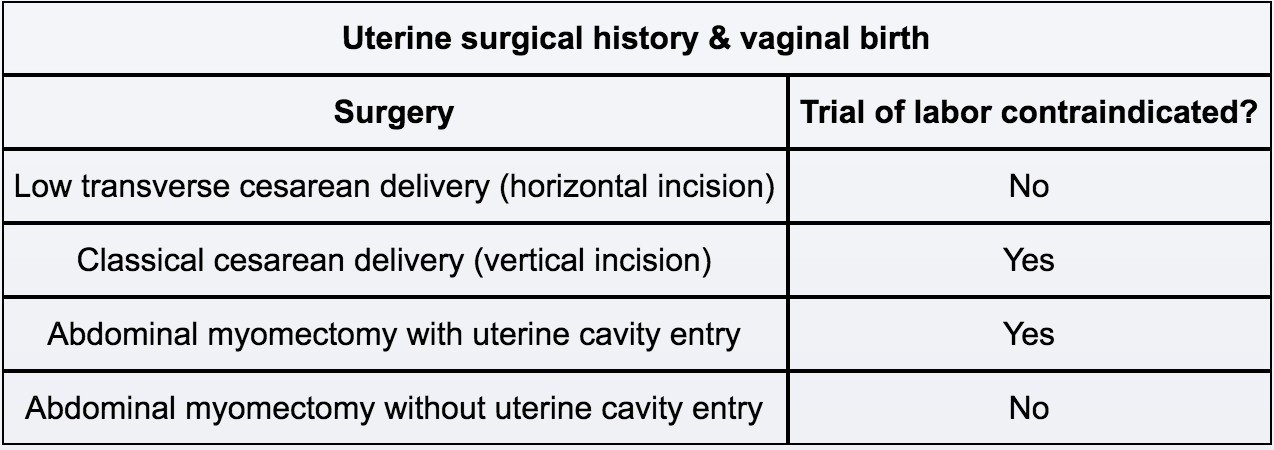 Uterine surgical history & vaginal birth
Surgery Trial of labor contraindicated?
Low transverse cesarean delivery (horizontal incision) No
Classical cesarean delivery (vertical incision) Yes
Abdominal myomectomy with uterine cavity entry Yes
Abdominal myomectomy without uterine cavity entry No